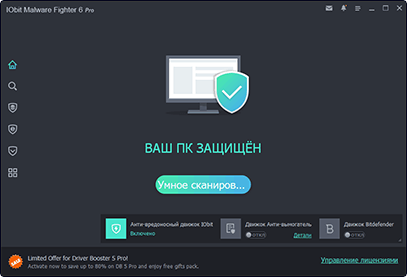 IObit Malware Fighter 6 Pro
ВАШ ПК ЗАЩИЩЁН
Умное скониров...
Анти-вредоносный движок IObit
Включено
Движок Анти-вымогатель
ОТКЛ
Детали
Движок Bitdefender
ОТКЛ
Limited Offer for Driver Booster 5 Pro!
Activate now to save up to 80% on DB 5 Pro and enjoy free gifts pack.
Управление лицензиями